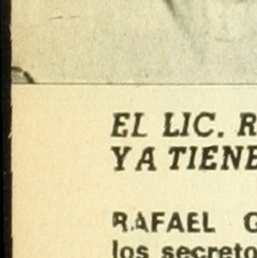 EL LIC. R
YA TIENE
RAFAEL G
los secreto